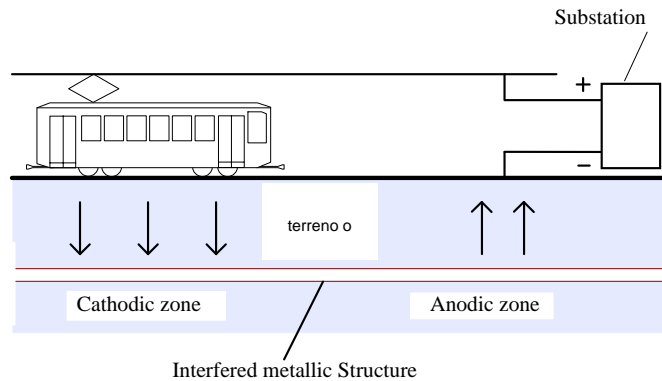 Substation
+
−
terreno o
Cathodic zone
Anodic zone
Interfered metallic Structure